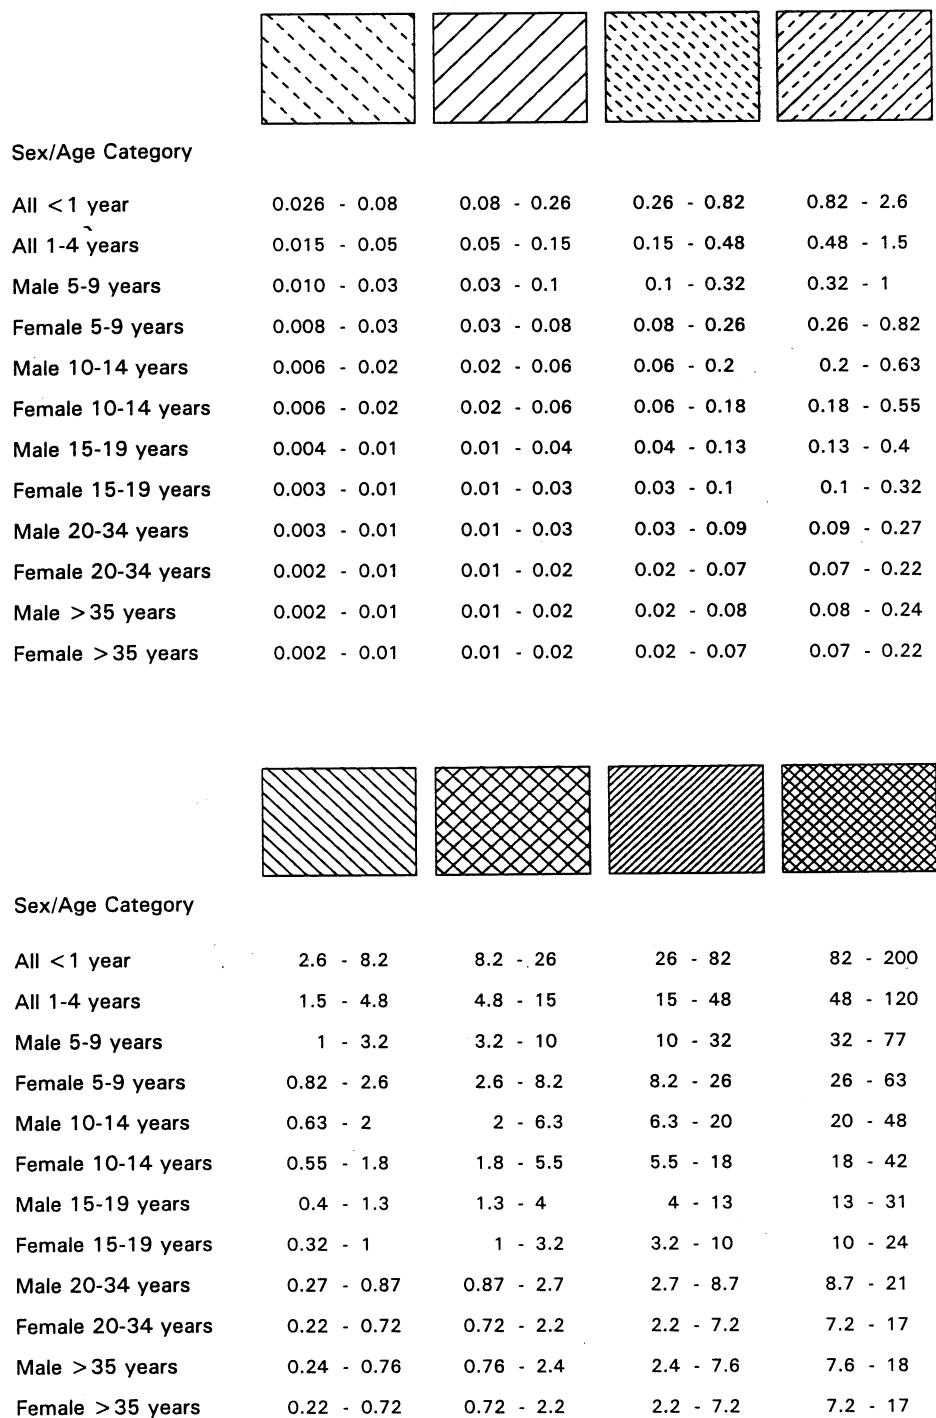 Sex/Age Category
All <1 year 0.026 - 0.08 0.08 - 0.26 0.26 - 0.82 0.82 - 2.6
All 1-4 years 0.015 - 0.05 0.05 - 0.15 0.15 - 0.48 0.48 - 1.5
Male 5-9 years 0.010 - 0.03 0.03 - 0.1 0.1 - 0.32 0.32 - 1
Female 5-9 years 0.008 - 0.03 0.03 - 0.08 0.08 - 0.26 0.26 - 0.82
Male 10-14 years 0.006 - 0.02 0.02 - 0.06 0.06 - 0.2 0.2 - 0.63
Female 10-14 years 0.006 - 0.02 0.02 - 0.06 0.06 - 0.18 0.18 - 0.55
Male 15-19 years 0.004 - 0.01 0.01 - 0.04 0.04 - 0.13 0.13 - 0.4
Female 15-19 years 0.003 - 0.01 0.01 - 0.03 0.03 - 0.1 0.1 - 0.32
Male 20-34 years 0.003 - 0.01 0.01 - 0.03 0.03 - 0.09 0.09 - 0.27
Female 20-34 years 0.002 - 0.01 0.01 - 0.02 0.02 - 0.07 0.07 - 0.22
Male >35 years 0.002 - 0.01 0.01 - 0.02 0.02 - 0.08 0.08 - 0.24
Female >35 years 0.002 - 0.01 0.01 - 0.02 0.02 - 0.07 0.07 - 0.22
Sex/Age Category
All <1 year 2.6 - 8.2 8.2 - 26 26 - 82 82 - 200
All 1-4 years 1.5 - 4.8 4.8 - 15 15 - 48 48 - 120
Male 5-9 years 1 - 3.2 3.2 - 10 10 - 32 32 - 77
Female 5-9 years 0.82 - 2.6 2.6 - 8.2 8.2 - 26 26 - 63
Male 10-14 years 0.63 - 2 2 - 6.3 6.3 - 20 20 - 48
Female 10-14 years 0.55 - 1.8 1.8 - 5.5 5.5 - 18 18 - 42
Male 15-19 years 0.4 - 1.3 1.3 - 4 4 - 13 13 - 31
Female 15-19 years 0.32 - 1 1 - 3.2 3.2 - 10 10 - 24
Male 20-34 years 0.27 - 0.87 0.87 - 2.7 2.7 - 8.7 8.7 - 21
Female 20-34 years 0.22 - 0.72 0.72 - 2.2 2.2 - 7.2 7.2 - 17
Male >35 years 0.24 - 0.76 0.76 - 2.4 2.4 - 7.6 7.6 - 18
Female >35 years 0.22 - 0.72 0.72 - 2.2 2.2 - 7.2 7.2 - 17